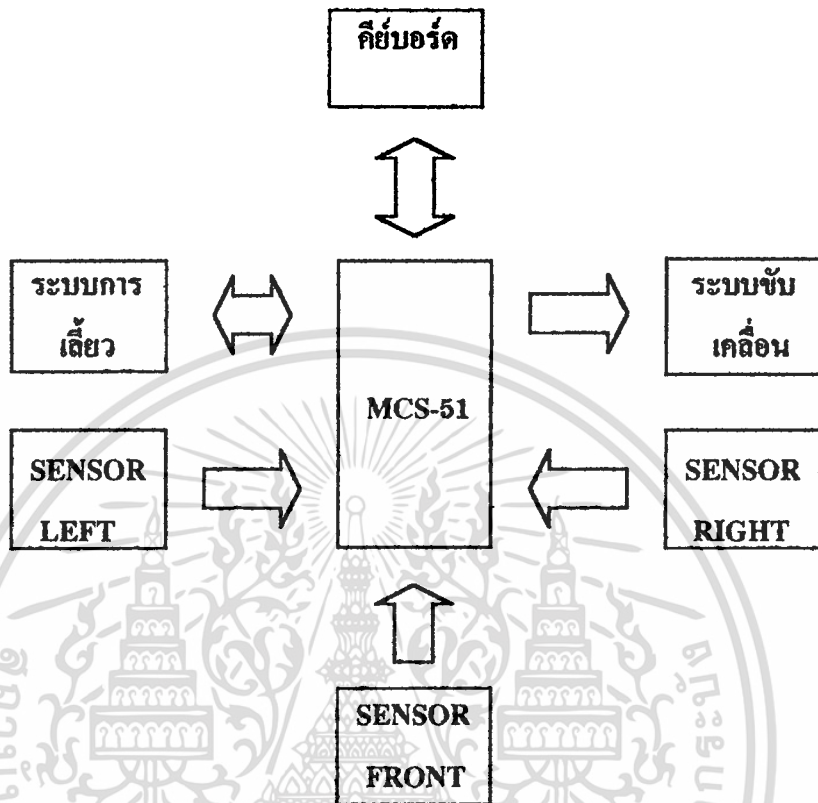 คีย์บอร์ด
ระบบการ
เลี้ยว
MCS-51
ระบบขับ
เคลื่อน
SENSOR
LEFT
SENSOR
RIGHT
SENSOR
FRONT